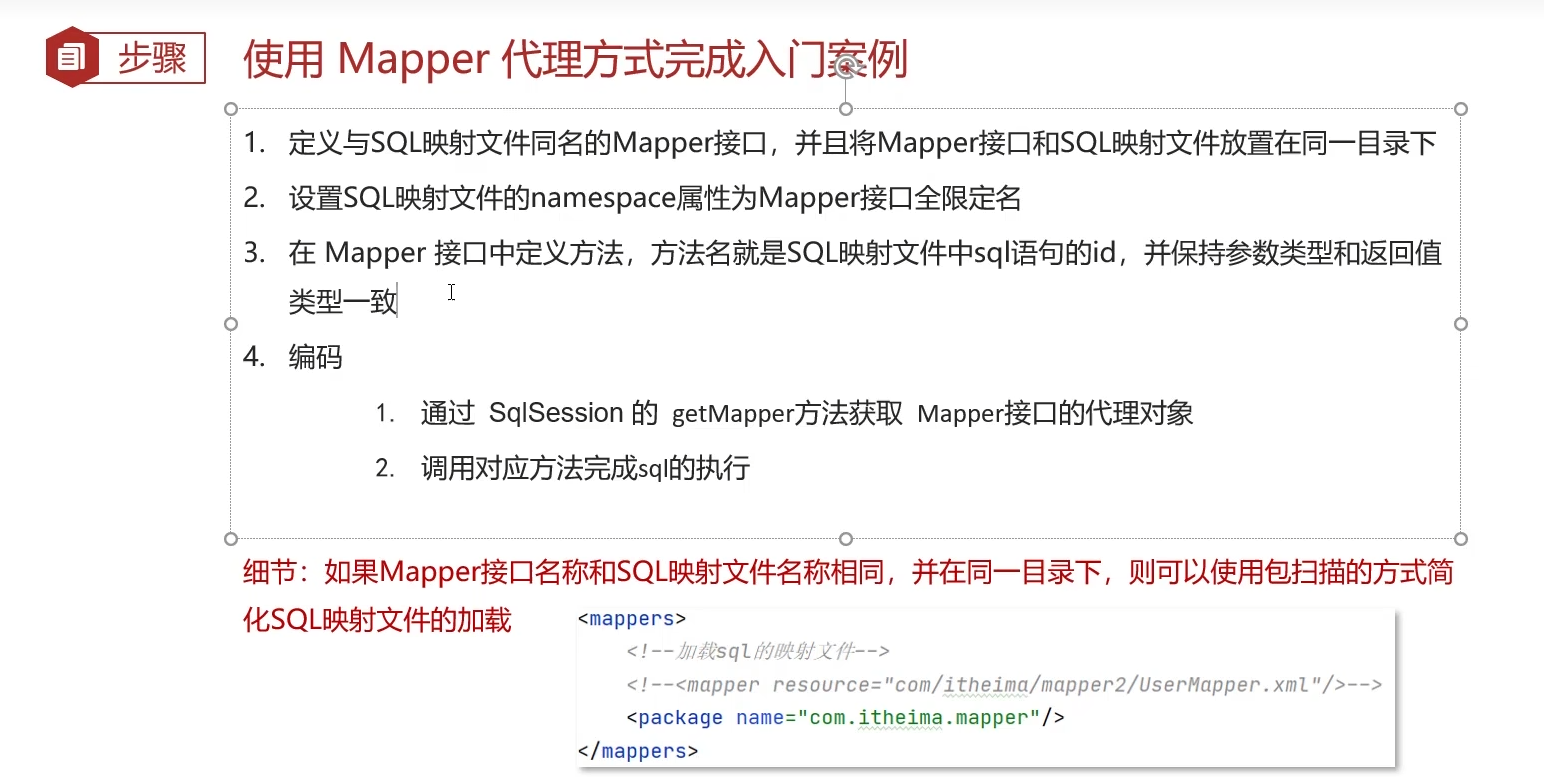 步骤
使用 Mapper 代理方式完成入门案例
1. 定义与SQL映射文件同名的Mapper接口，并且将Mapper接口和SQL映射文件放置在同一目录下
2. 设置SQL映射文件的namespace属性为Mapper接口全限定名
3. 在 Mapper 接口中定义方法，方法名就是SQL映射文件中sql语句的id，并保持参数类型和返回值
类型一致
4. 编码
1. 通过 SqlSession 的 getMapper方法获取 Mapper接口的代理对象
2. 调用对应方法完成sql的执行
细节：如果Mapper接口名称和SQL映射文件名称相同，并在同一目录下，则可以使用包扫描的方式简
化SQL映射文件的加载
<mappers>
<!--加载sql的映射文件-->
<!--<mapper resource="com/itheima/mapper2/UserMapper.xml"/>-->
<package name="com.itheima.mapper"/>
</mappers>